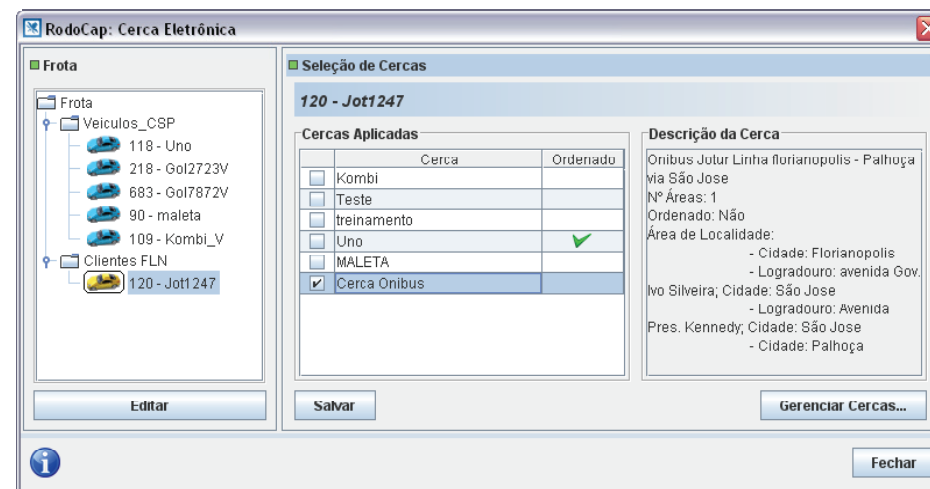 RodoCap: Cerca Eletrônica
Frota
Frota
Veiculos_CSP
118 - Uno
218 - Gol2723V
683 - Gol7872V
90 - maleta
109 - Kombi_V
Clientes FLN
120 - Jot1247
Editar
Seleção de Cercas
120 - Jot1247
Cercas Aplicadas
Cerca Ordenado
Kombi
Teste
treinamento
Uno
MALETA
Cerca Onibus
Descrição da Cerca
Onibus Jotur Linha florianopulis - Palhoça
via São Jose
Nº Áreas: 1
Ordenado: Não
Área de Localidade:
- Cidade: Florianopolis
- Logradouro: avenida Gov.
Ivo Silveira; Cidade: São Jose
- Logradouro: Avenida
Pres. Kennedy; Cidade: São Jose
- Cidade: Palhoça
Salvar
Gerenciar Cercas...
Fechar